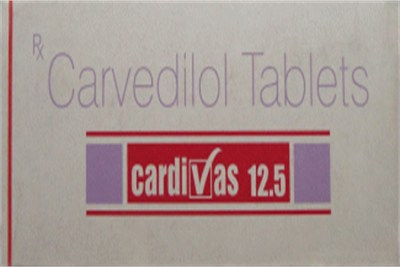 Rx Carvedilol Tablets
cardivas 12.5